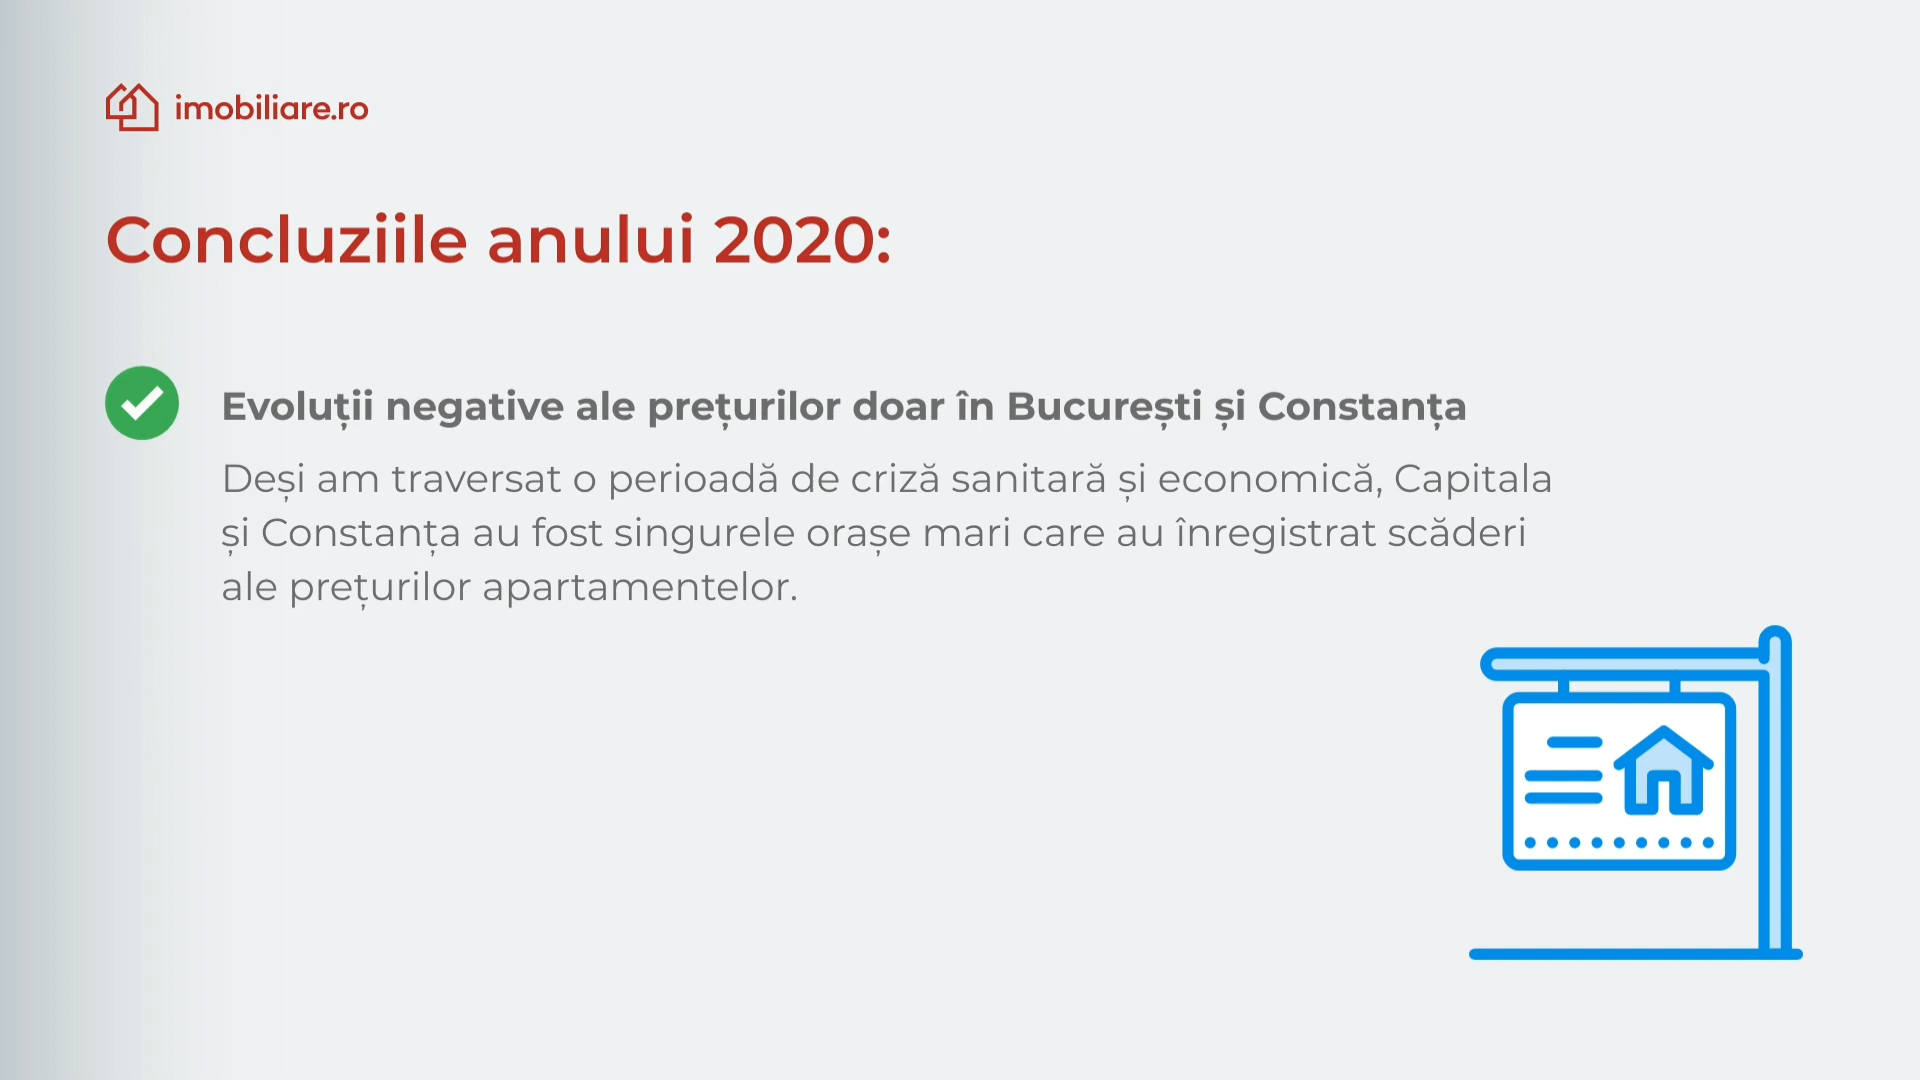 imobiliare.ro
Concluziile anului 2020:
Evoluții negative ale prețurilor doar în București și Constanța
Deși am traversat o perioadă de criză sanitară și economică, Capitala
și Constanța au fost singurele orașe mari care au înregistrat scăderi
ale prețurilor apartamentelor.